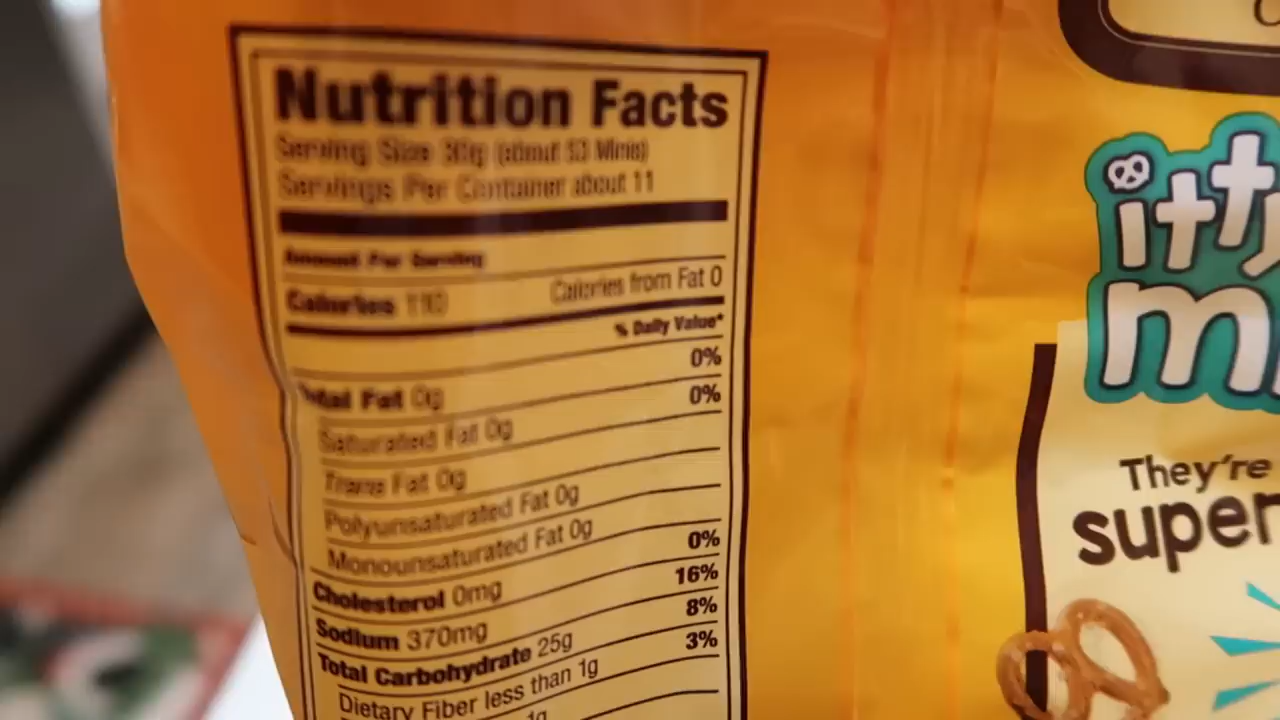 Nutrition Facts
Serving Size 30g (about 53 Minis)
Servings Per Container about 11
Amount Per Serving
Calories 110 Calories from Fat 0
% Daily Value*
Total Fat 0g 0%
Saturated Fat 0g 0%
Trans Fat 0g
Polyunsaturated Fat 0g
Monounsaturated Fat 0g
Cholesterol 0mg 0%
Sodium 370mg 16%
Total Carbohydrate 25g 8%
Dietary Fiber less than 1g 3%
1g
itty
They're
super